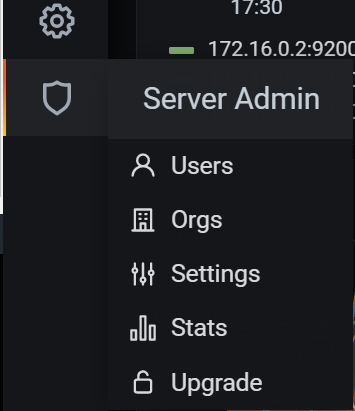 17:30
172.16.0.2:9200
Server Admin
Users
Orgs
Settings
Stats
Upgrade